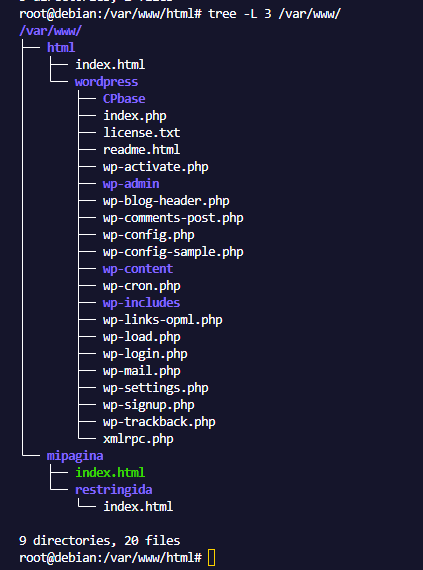 9 directories, 2 files
root@debian:/var/www/html# tree -L 3 /var/www/
/var/www/
├── html
│   ├── index.html
│   └── wordpress
│       ├── CPbase
│       ├── index.php
│       ├── license.txt
│       ├── readme.html
│       ├── wp-activate.php
│       ├── wp-admin
│       ├── wp-blog-header.php
│       ├── wp-comments-post.php
│       ├── wp-config.php
│       ├── wp-config-sample.php
│       ├── wp-content
│       ├── wp-cron.php
│       ├── wp-includes
│       ├── wp-links-opml.php
│       ├── wp-load.php
│       ├── wp-login.php
│       ├── wp-mail.php
│       ├── wp-settings.php
│       ├── wp-signup.php
│       ├── wp-trackback.php
│       └── xmlrpc.php
└── mipagina
    ├── index.html
    └── restringida
        └── index.html
9 directories, 20 files
root@debian:/var/www/html#